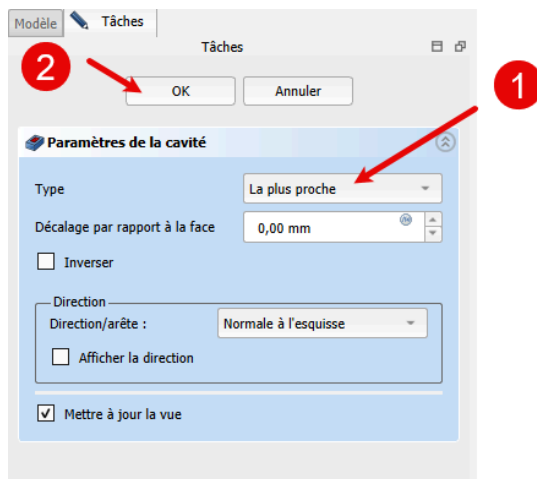 Modèle Tâches
Tâches
2
OK Annuler
1
Paramètres de la cavité
Type La plus proche
Décalage par rapport à la face 0,00 mm
Inverser
Direction
Direction/arête : Normale à l'esquisse
Afficher la direction
Mettre à jour la vue